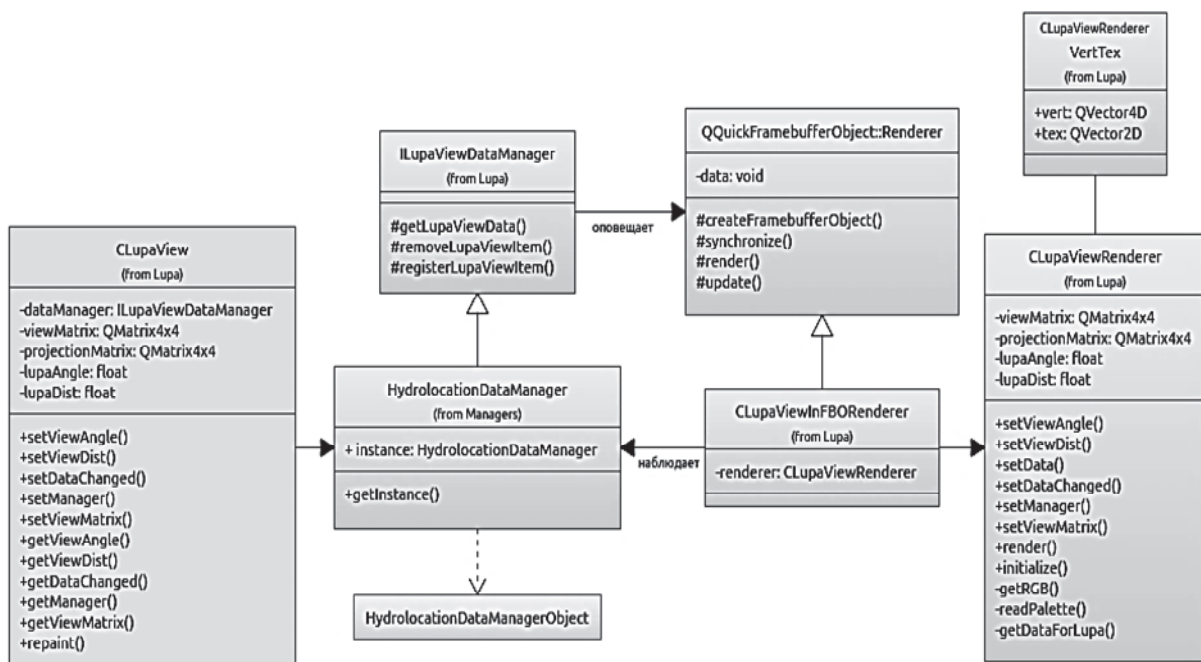 CLupaViewRenderer
VertTex
(from Lupa)
+vert: QVector4D
+tex: QVector2D
QQuickFramebufferObject::Renderer
-data: void
#createFramebufferObject()
#synchronize()
#render()
#update()
ILupaViewDataManager
(from Lupa)
#getLupaViewData()
#removeLupaViewItem()
#registerLupaViewItem()
оповещает
CLupaView
(from Lupa)
-dataManager: ILupaViewDataManager
-viewMatrix: QMatrix4x4
-projectionMatrix: QMatrix4x4
-lupaAngle: float
-lupaDist: float
+setViewAngle()
+setViewDist()
+setDataChanged()
+setManager()
+setViewMatrix()
+getViewAngle()
+getViewDist()
+getDataChanged()
+getManager()
+getViewMatrix()
+repaint()
HydrolocationDataManager
(from Managers)
+ instance: HydrolocationDataManager
+getInstance()
наблюдает
CLupaViewInFBORenderer
(from Lupa)
-renderer: CLupaViewRenderer
CLupaViewRenderer
(from Lupa)
-viewMatrix: QMatrix4x4
-projectionMatrix: QMatrix4x4
-lupaAngle: float
-lupaDist: float
+setViewAngle()
+setViewDist()
+setData()
+setDataChanged()
+setManager()
+setViewMatrix()
+render()
+initialize()
-getRGB()
-readPalette()
-getDataForLupa()
HydrolocationDataManagerObject